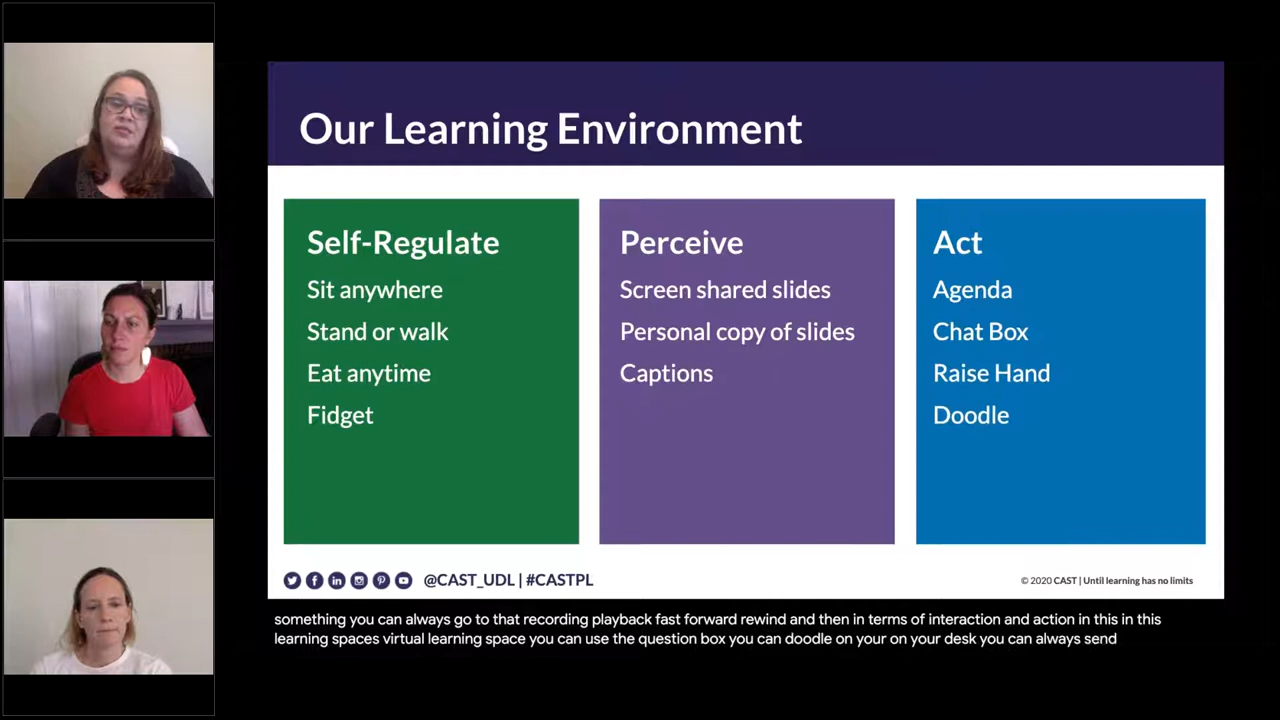 Our Learning Environment
Self-Regulate
Sit anywhere
Stand or walk
Eat anytime
Fidget
Perceive
Screen shared slides
Personal copy of slides
Captions
Act
Agenda
Chat Box
Raise Hand
Doodle
@CAST_UDL | #CASTPL
© 2020 CAST | Until learning has no limits
something you can always go to that recording playback fast forward rewind and then in terms of interaction and action in this in this
learning spaces virtual learning space you can use the question box you can doodle on your on your desk you can always send